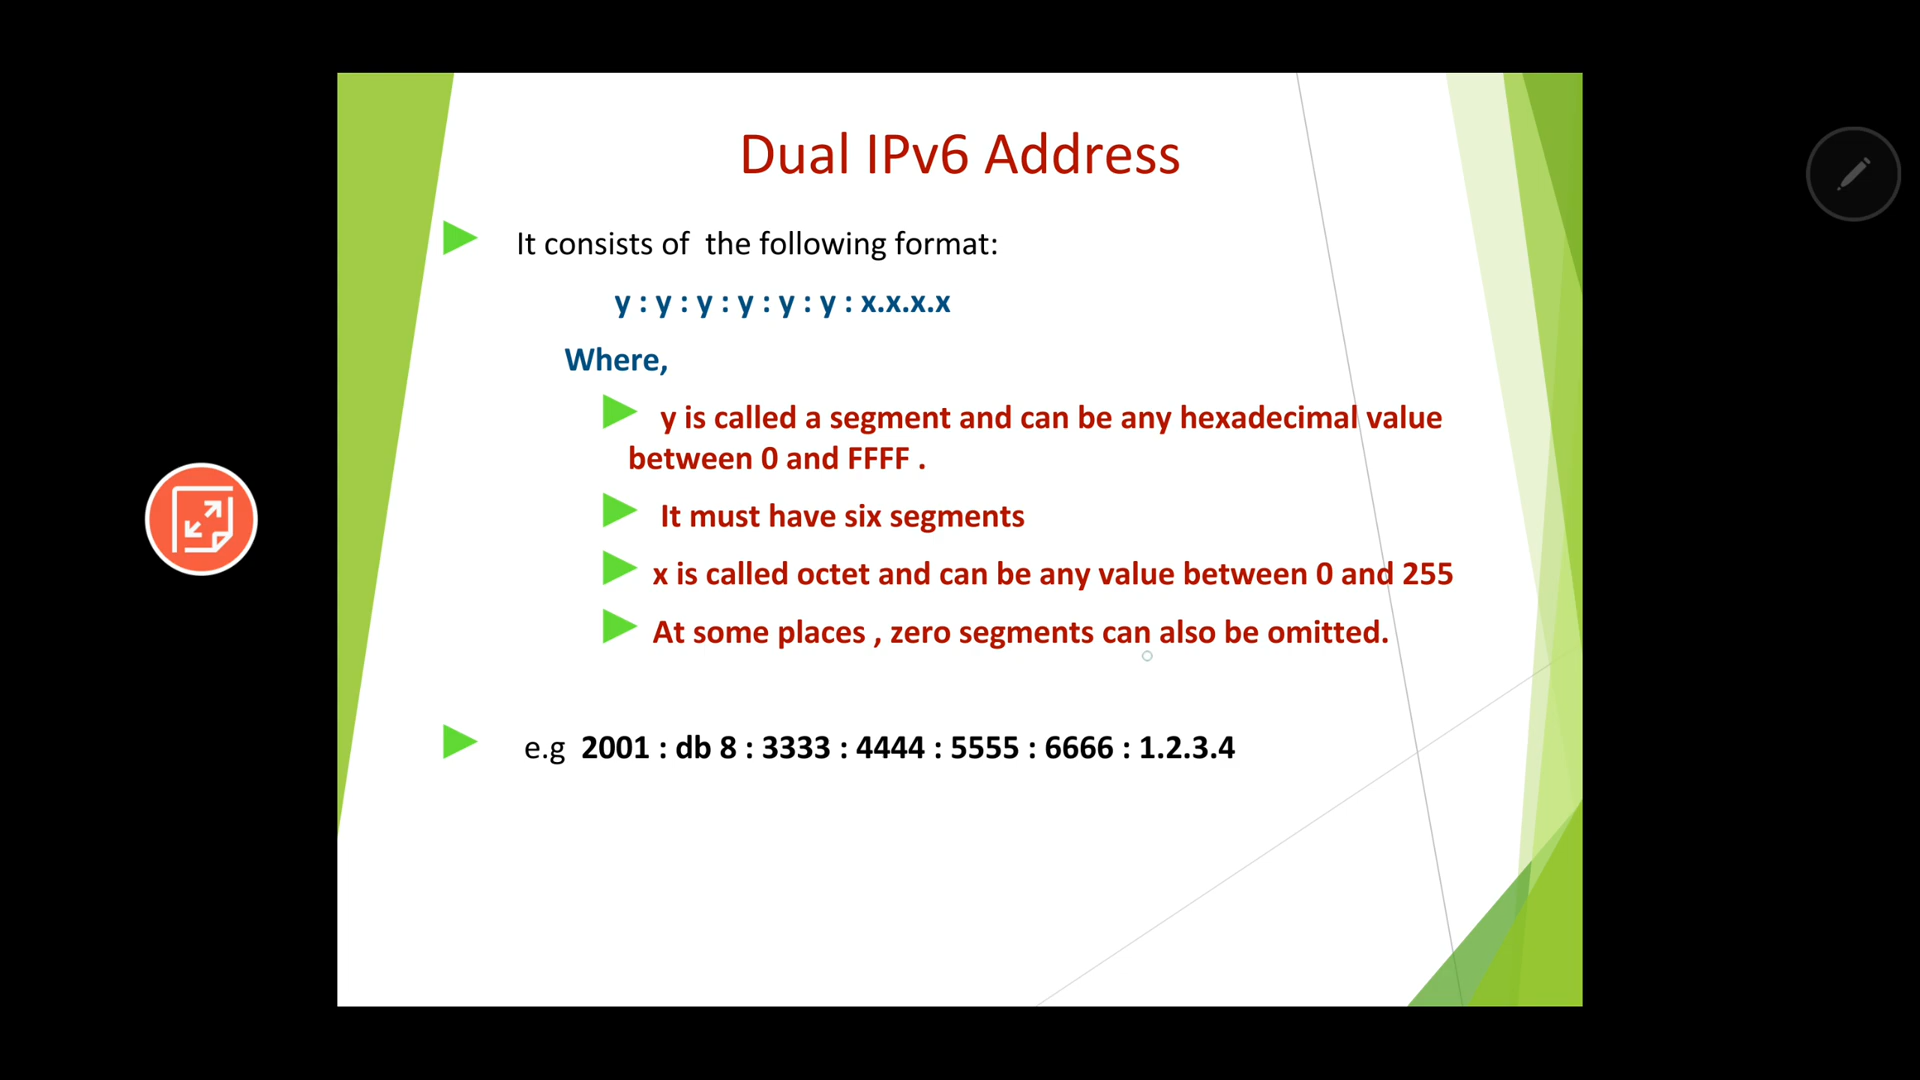 Dual IPv6 Address
It consists of the following format:
y : y : y : y : y : y : x.x.x.x
Where,
y is called a segment and can be any hexadecimal value
between 0 and FFFF .
It must have six segments
x is called octet and can be any value between 0 and 255
At some places , zero segments can also be omitted.
e.g 2001 : db 8 : 3333 : 4444 : 5555 : 6666 : 1.2.3.4